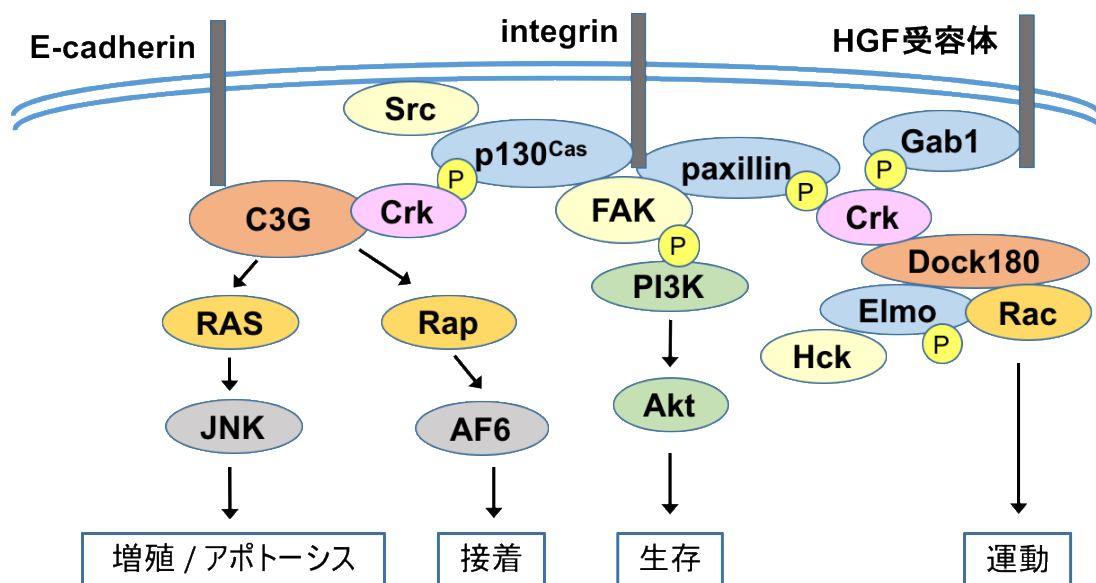 E-cadherin
integrin
HGF受容体
Src
p130Cas
P
paxillin
P
Gab1
P
C3G
Crk
FAK
P
Crk
Dock180
RAS
Rap
PI3K
Elmo
P
Rac
Hck
JNK
AF6
Akt
増殖 / アポトーシス
接着
生存
運動